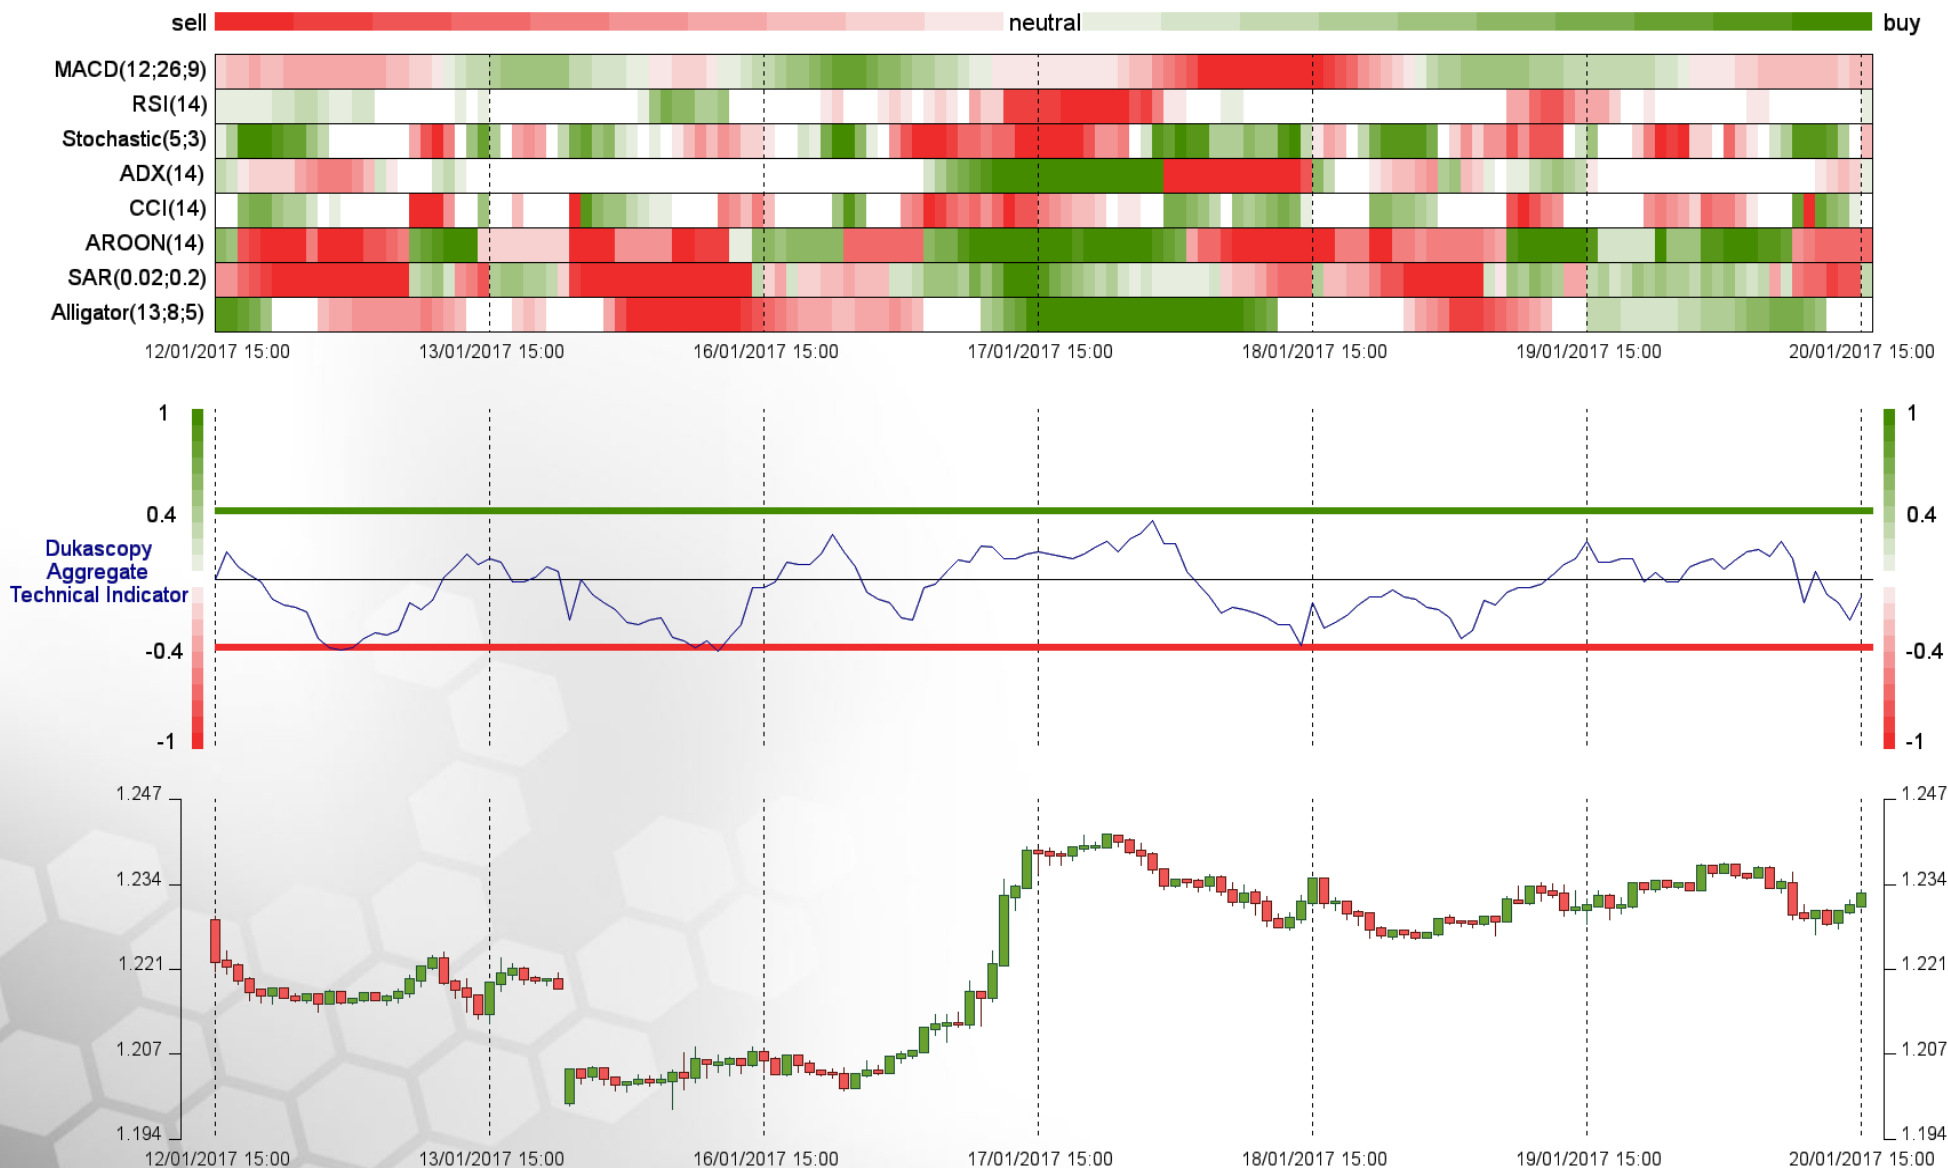 sell neutral buy
MACD(12;26;9)
RSI(14)
Stochastic(5;3)
ADX(14)
CCI(14)
AROON(14)
SAR(0.02;0.2)
Alligator(13;8;5)
12/01/2017 15:00 13/01/2017 15:00 16/01/2017 15:00 17/01/2017 15:00 18/01/2017 15:00 19/01/2017 15:00 20/01/2017 15:00
1 1
0.4 0.4
Dukascopy
Aggregate
Technical Indicator
-0.4 -0.4
-1 -1
1.247 1.247
1.234 1.234
1.221 1.221
1.207 1.207
1.194 1.194
12/01/2017 15:00 13/01/2017 15:00 16/01/2017 15:00 17/01/2017 15:00 18/01/2017 15:00 19/01/2017 15:00 20/01/2017 15:00